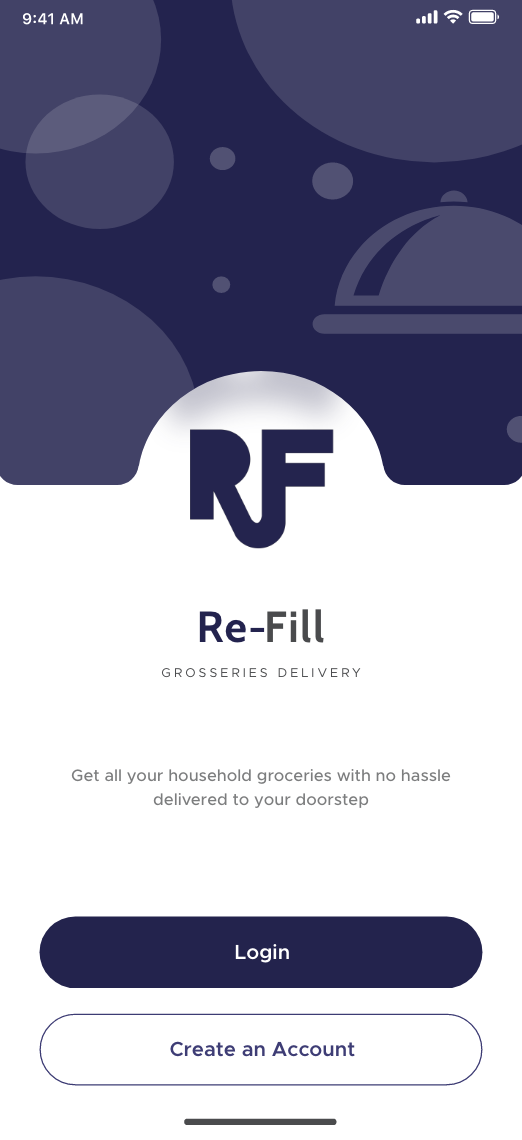 9:41 AM
RF
Re-Fill
GROSSERIES DELIVERY
Get all your household groceries with no hassle
delivered to your doorstep
Login
Create an Account